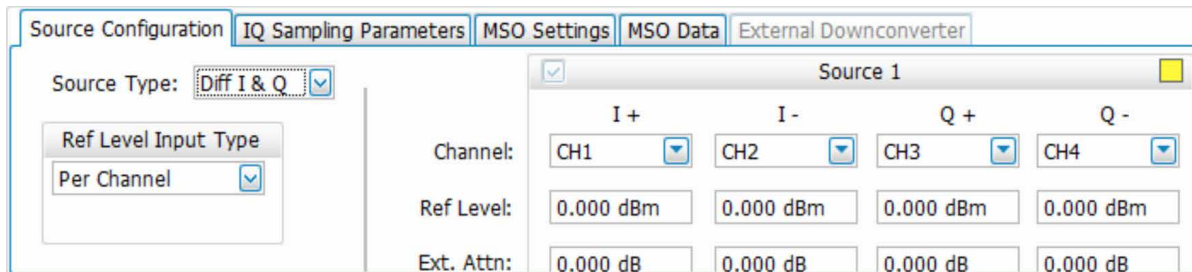 Source Configuration IQ Sampling Parameters MSO Settings MSO Data External Downconverter
Source Type: Diff I & Q
Source 1
Ref Level Input Type
Per Channel
I + I - Q + Q -
Channel: CH1 CH2 CH3 CH4
Ref Level: 0.000 dBm 0.000 dBm 0.000 dBm 0.000 dBm
Ext. Attn: 0.000 dB 0.000 dB 0.000 dB 0.000 dB